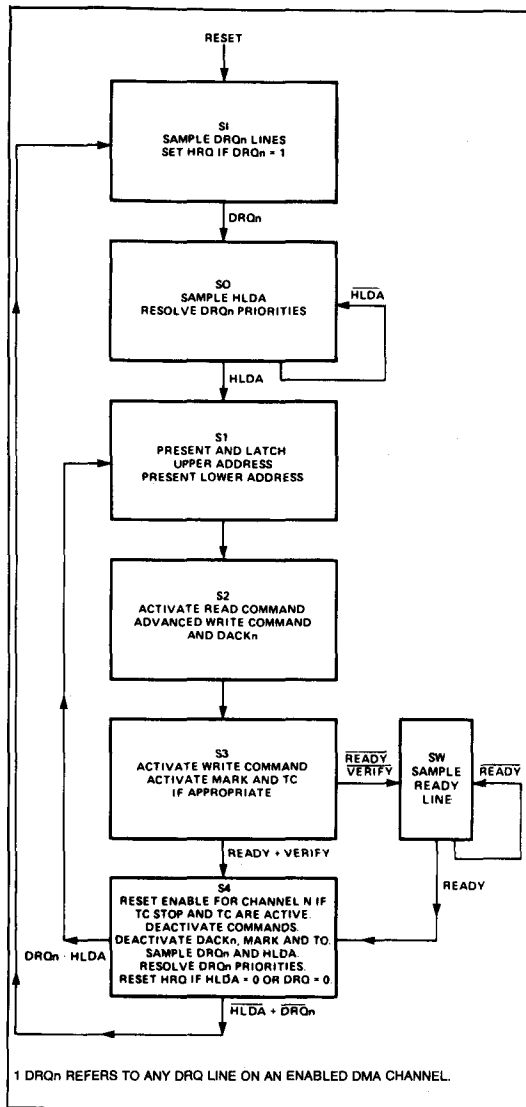 RESET
SI
SAMPLE DRQn LINES
SET HRQ IF DRQn = 1
DRQn
SO
SAMPLE HLDA
RESOLVE DRQn PRIORITIES
HLDA
HLDA
S1
PRESENT AND LATCH
UPPER ADDRESS
PRESENT LOWER ADDRESS
S2
ACTIVATE READ COMMAND
ADVANCED WRITE COMMAND
AND DACKn
S3
ACTIVATE WRITE COMMAND
ACTIVATE MARK AND TC
IF APPROPRIATE
READY
VERIFY
SW
SAMPLE
READY
LINE
READY
READY + VERIFY
READY
S4
RESET ENABLE FOR CHANNEL N IF
TC STOP AND TC ARE ACTIVE.
DEACTIVATE COMMANDS.
DEACTIVATE DACKn, MARK AND TO.
SAMPLE DRQn AND HLDA.
RESOLVE DRQn PRIORITIES.
RESET HRQ IF HLDA = 0 OR DRQ = 0.
DRQn · HLDA
HLDA + DRQn
1 DRQn REFERS TO ANY DRQ LINE ON AN ENABLED DMA CHANNEL.